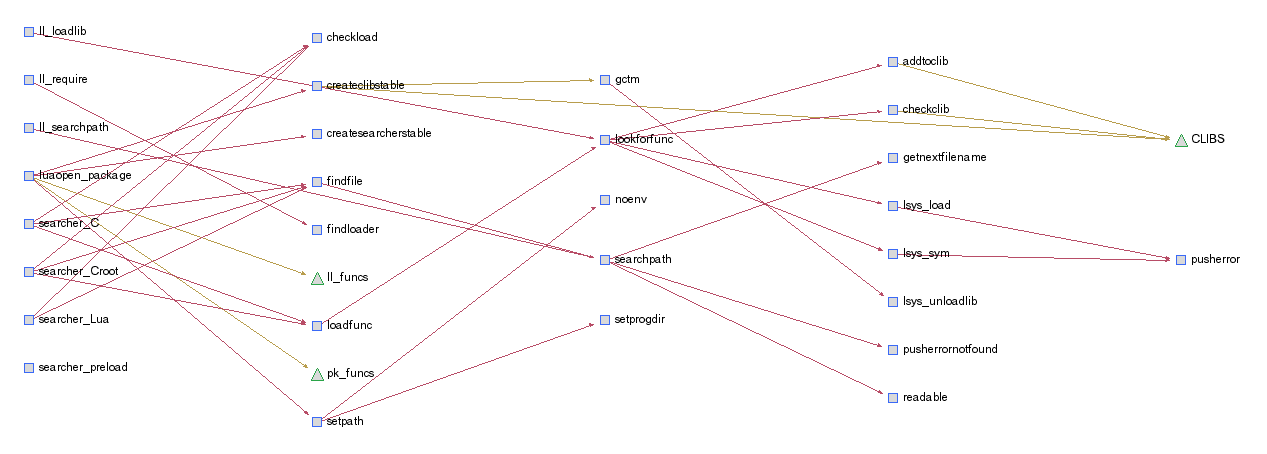 ll_loadlib
ll_require
ll_searchpath
luaopen_package
searcher_C
searcher_Croot
searcher_Lua
searcher_preload
checkload
createclibstable
createsearcherstable
findfile
findloader
ll_funcs
loadfunc
pk_funcs
setpath
gctm
lookforfunc
noenv
searchpath
setprogdir
addtoclib
checkclib
getnextfilename
lsys_load
lsys_sym
lsys_unloadlib
pusherrornotfound
readable
CLIBS
pusherror